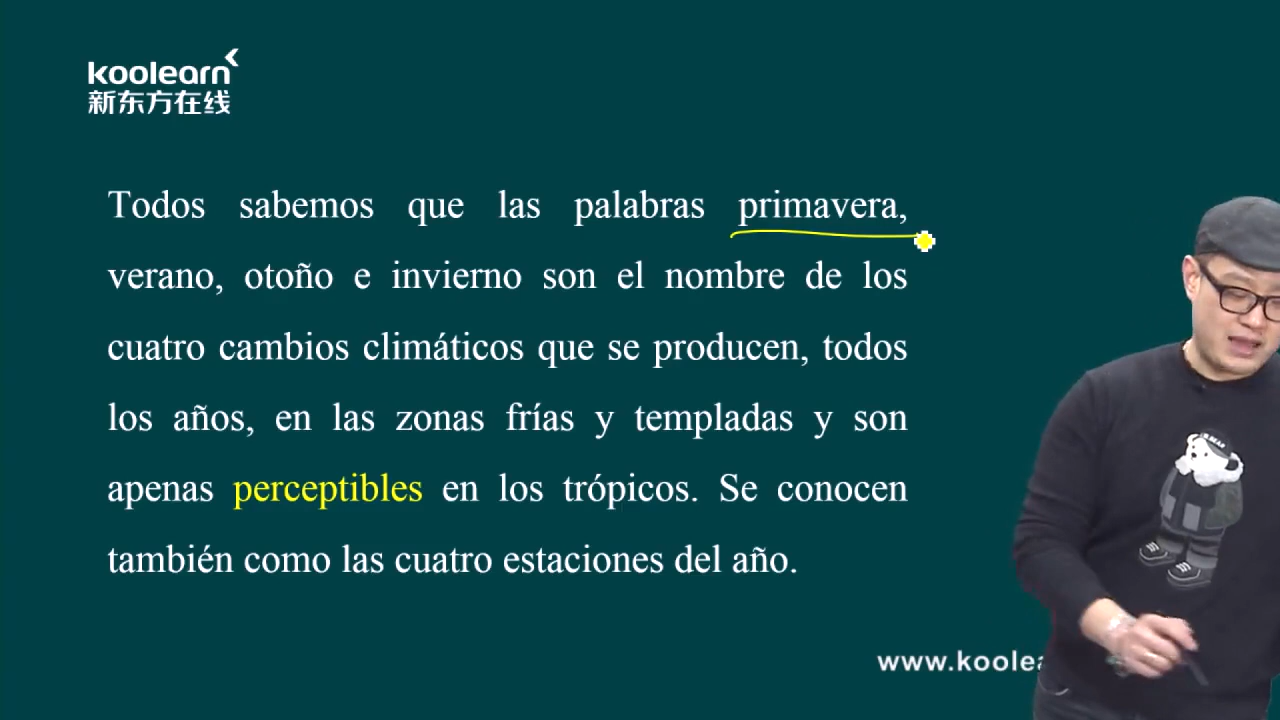 koolearn
新东方在线
Todos sabemos que las palabras primavera,
verano, otoño e invierno son el nombre de los
cuatro cambios climáticos que se producen, todos
los años, en las zonas frías y templadas y son
apenas perceptibles en los trópicos. Se conocen
también como las cuatro estaciones del año.
www.koolea